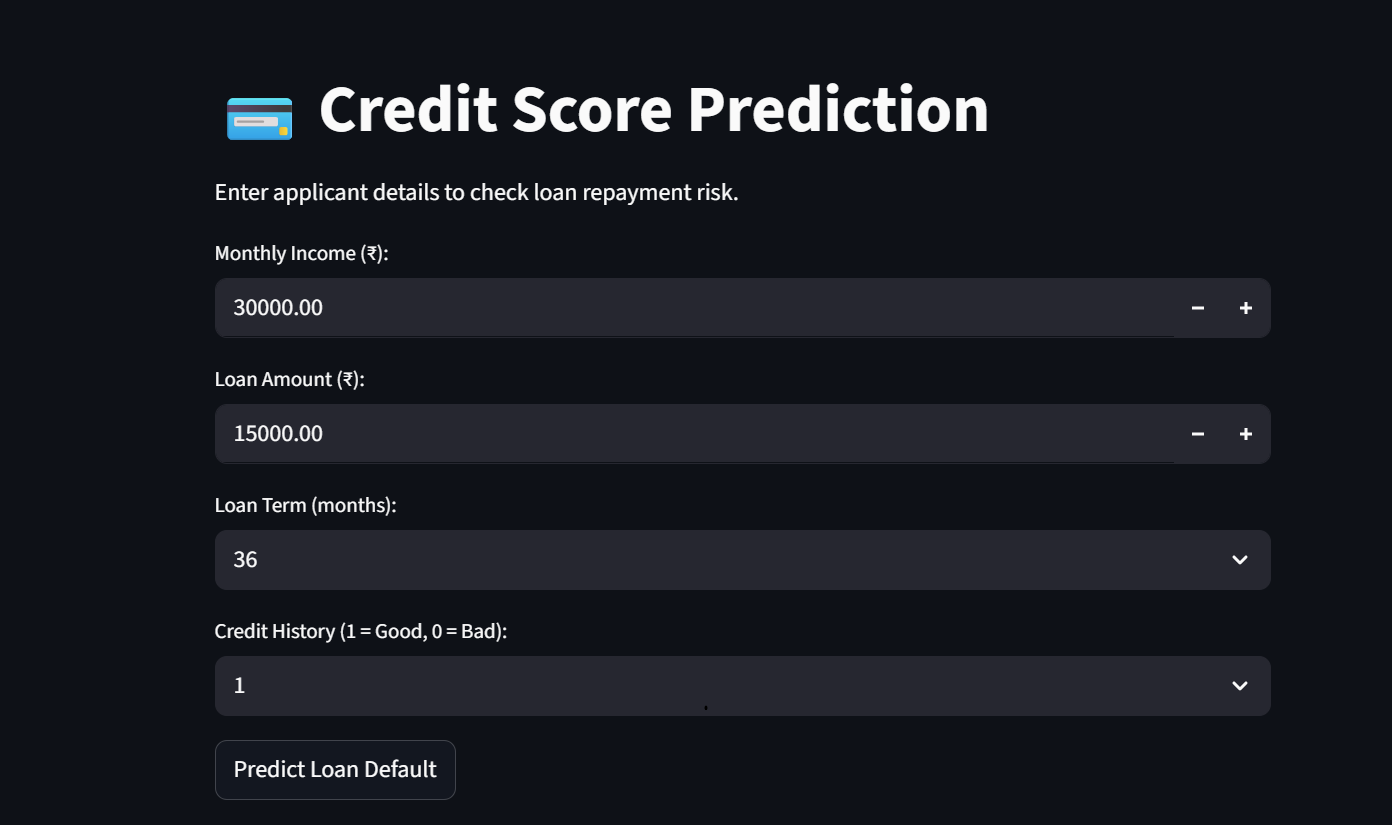 Credit Score Prediction
Enter applicant details to check loan repayment risk.
Monthly Income (₹):
30000.00
Loan Amount (₹):
15000.00
Loan Term (months):
36
Credit History (1 = Good, 0 = Bad):
1
Predict Loan Default